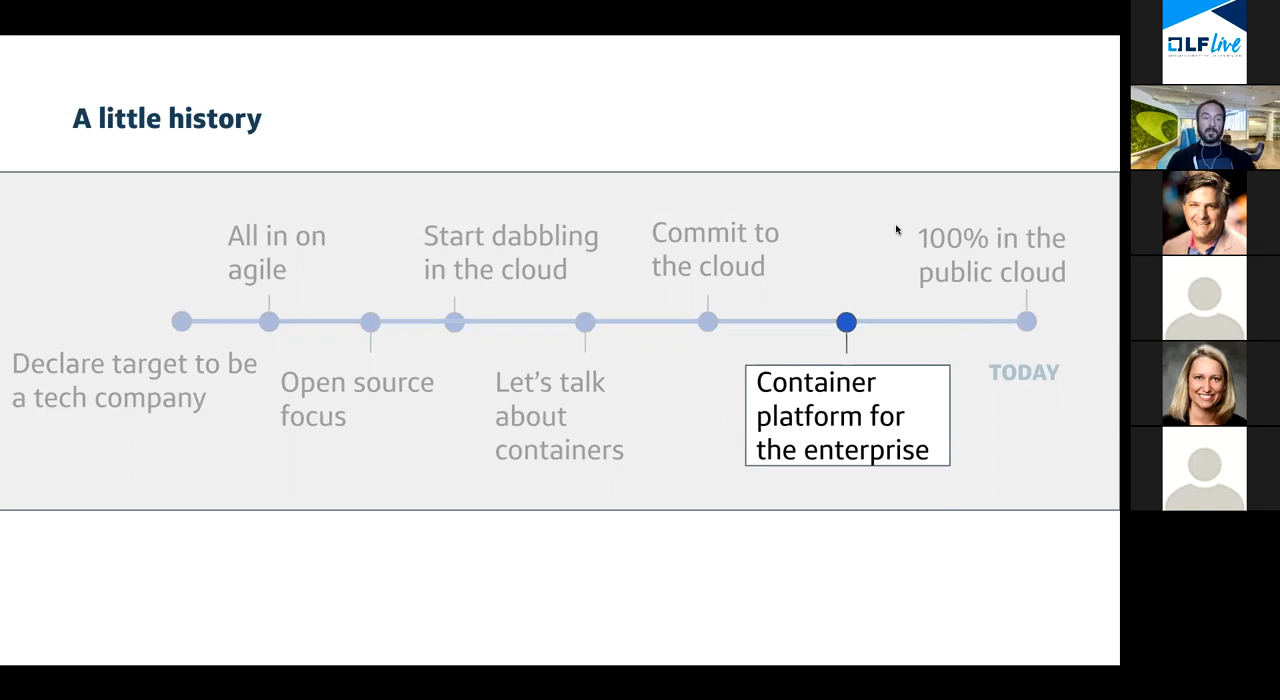 A little history
All in on
agile
Start dabbling
in the cloud
Commit to
the cloud
100% in the
public cloud
Declare target to be
a tech company
Open source
focus
Let's talk
about
containers
Container
platform for
the enterprise
TODAY
LF live